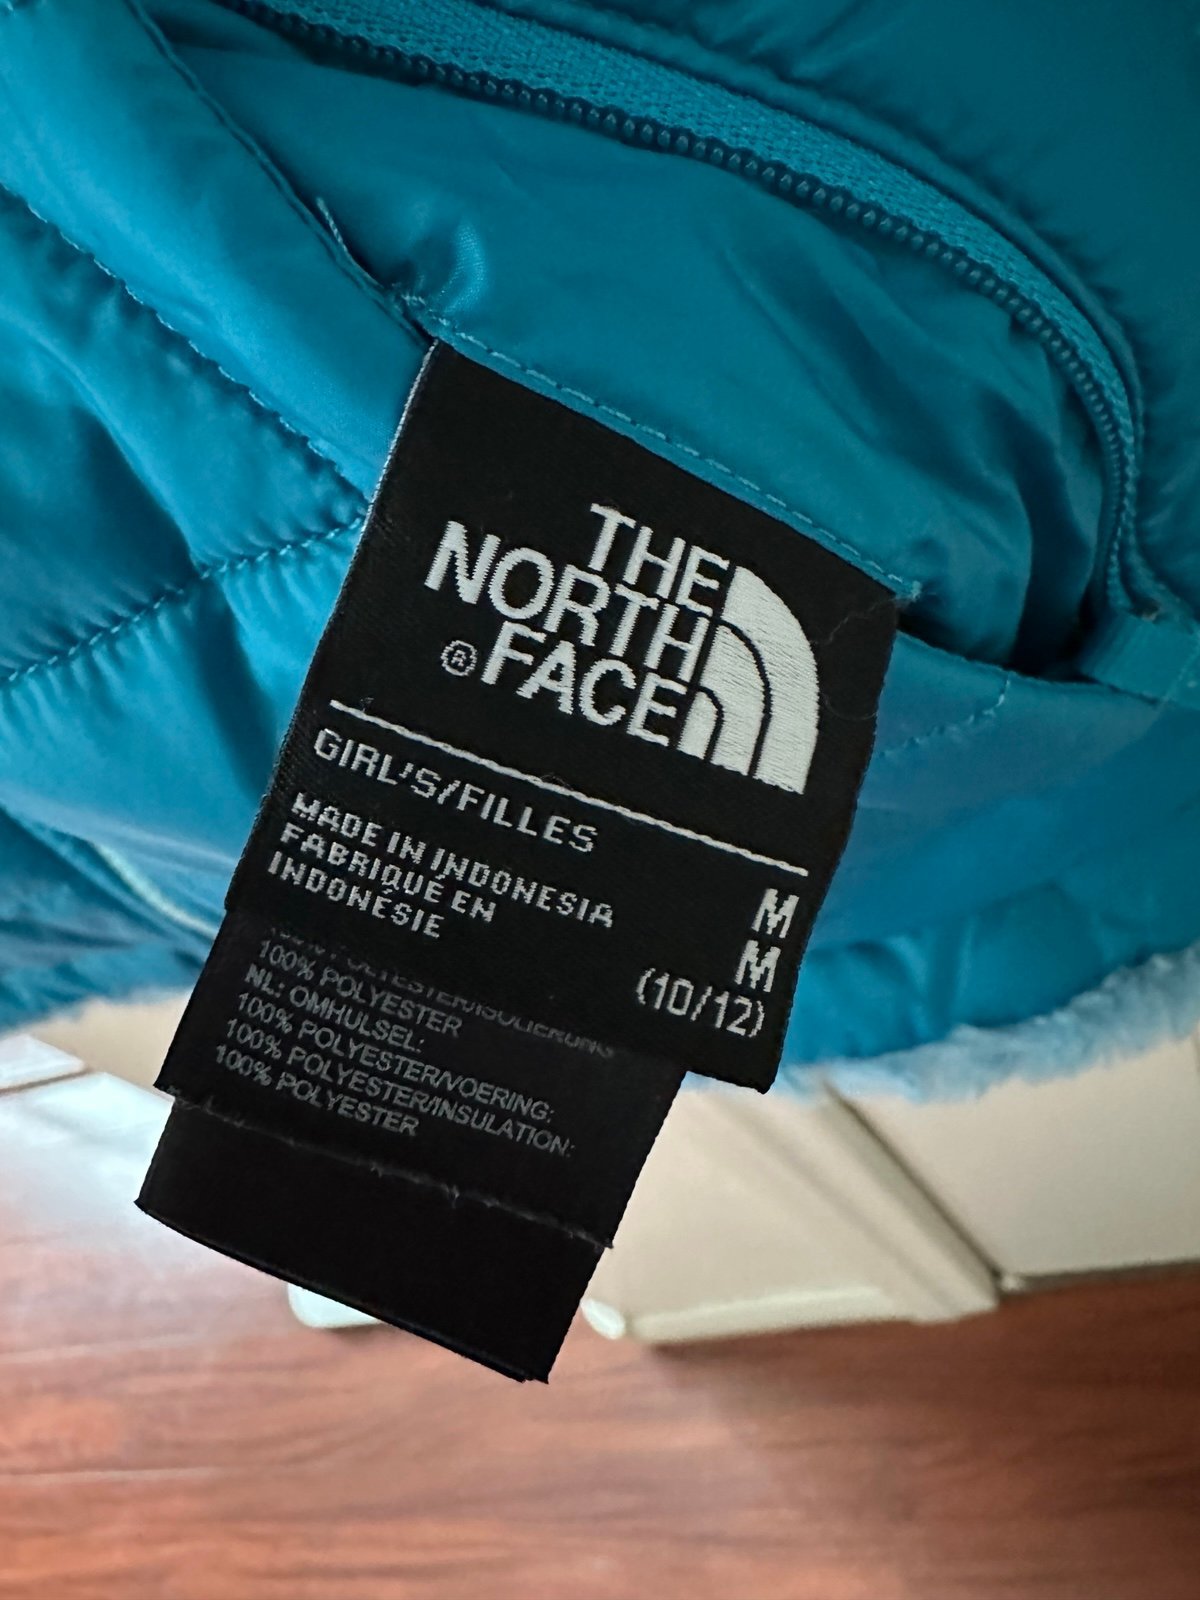 THE
NORTH
FACE
®
GIRL'S/FILLES
MADE IN INDONESIA
FABRIQUÉ EN
INDONÉSIE
M
M
(10/12)
100% POLYESTER/ISOLIERUNG
100% POLYESTER
NL: OMHULSEL:
100% POLYESTER/VOERING:
100% POLYESTER/INSULATION:
100% POLYESTER